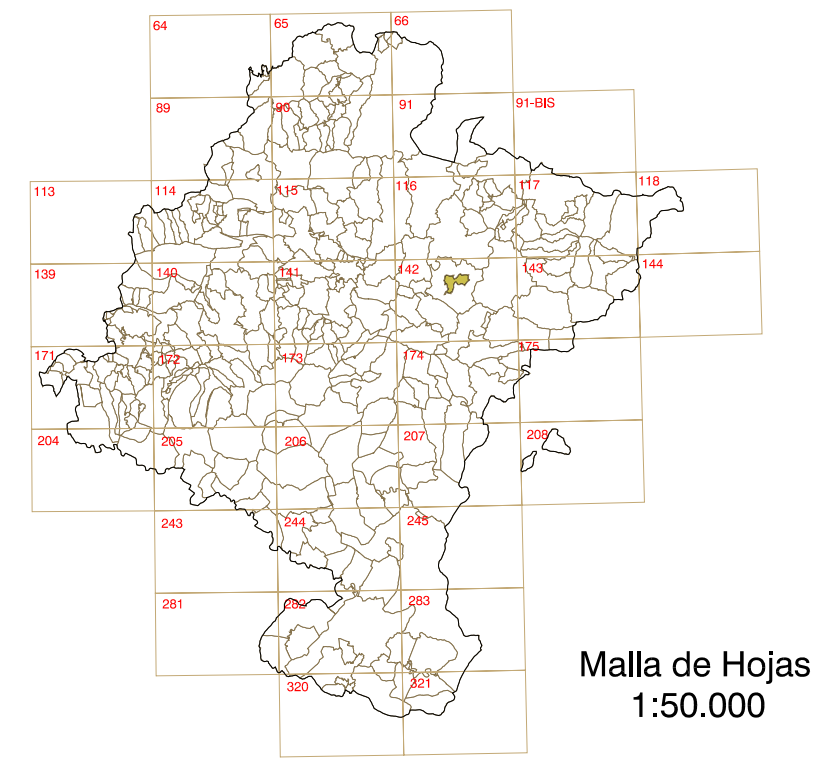 64 65 66
89 90 91 91-BIS
113 114 115 116 117 118
139 140 141 142 143 144
171 172 173 174 175
204 205 206 207 208
243 244 245
281 282 283
320 321
Malla de Hojas
1:50.000